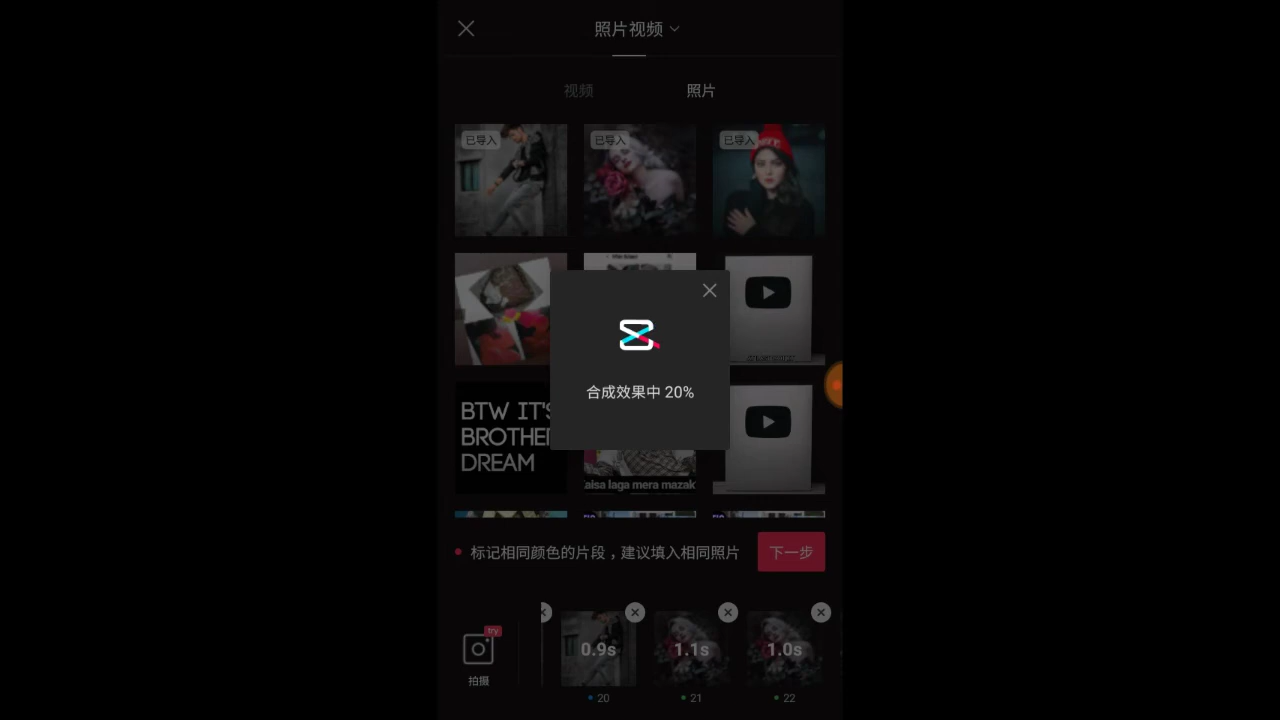 照片视频
视频
照片
已导入
已导入
已导入
合成效果中 20%
BTW IT'S
BROTHER
DREAM
aisa laga mera mazak
标记相同颜色的片段，建议填入相同照片
下一步
try
拍摄
0.9s
1.1s
1.0s
20
21
22